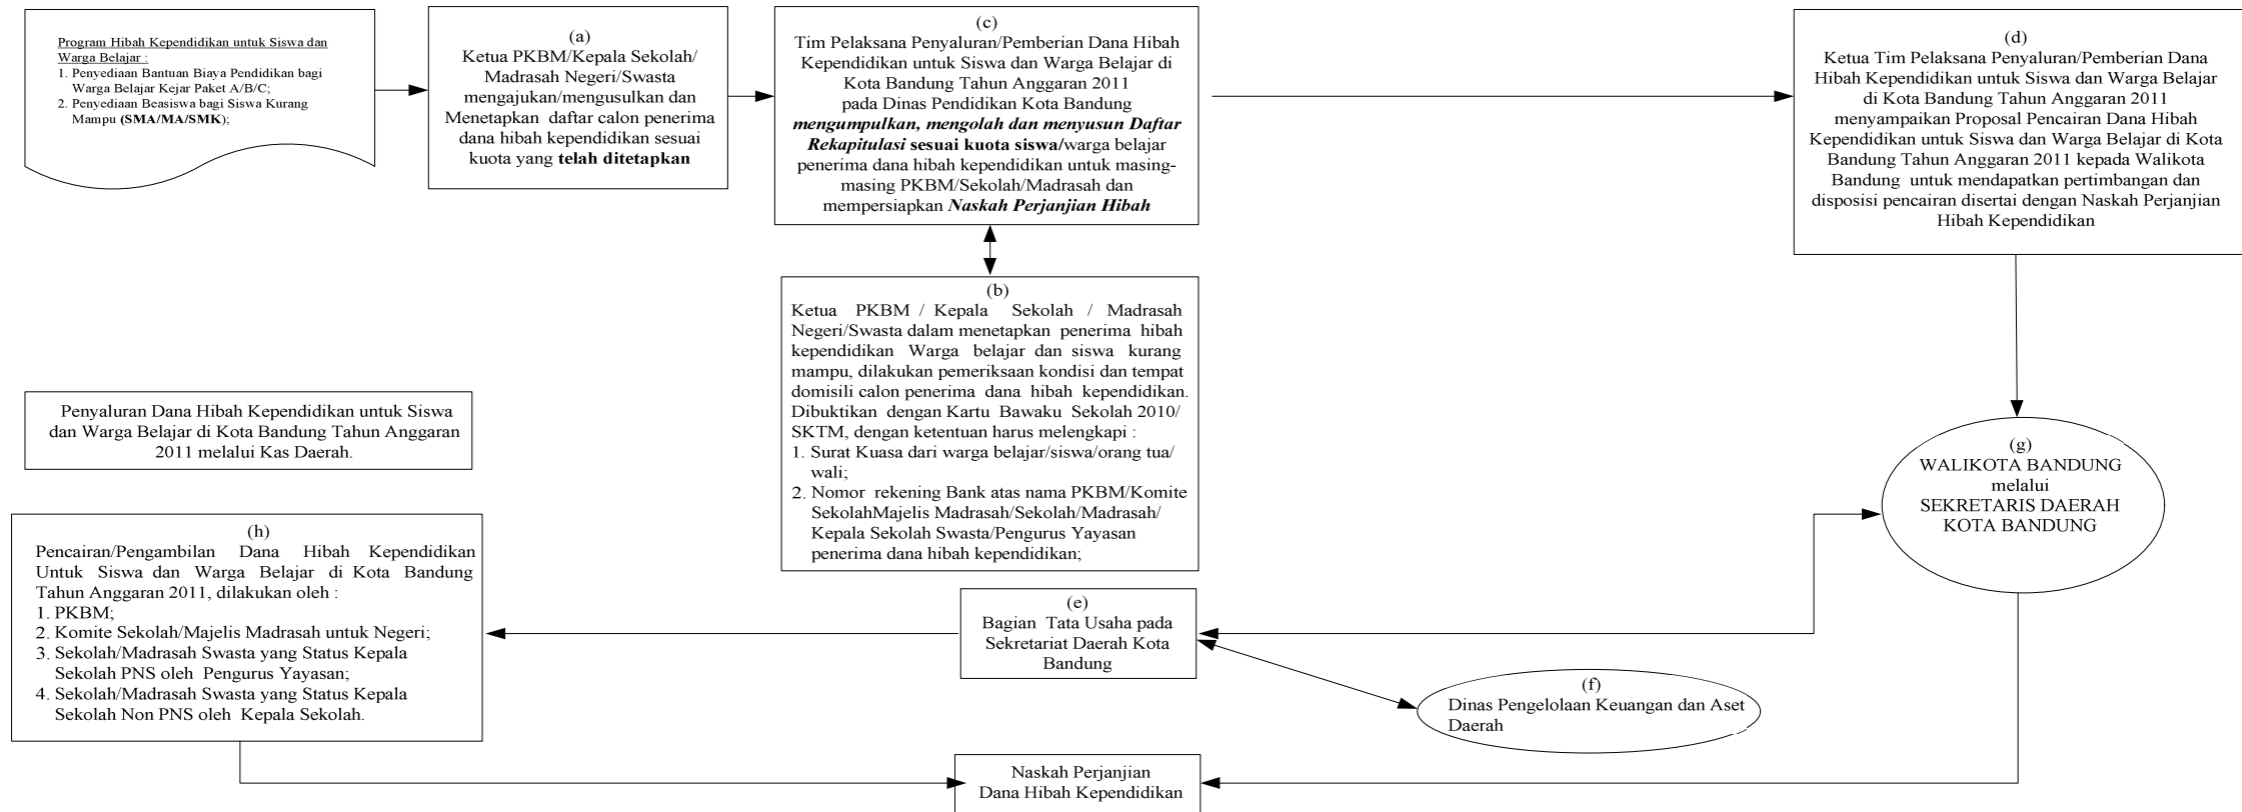 Program Hibah Kependidikan untuk Siswa dan
Warga Belajar :
1. Penyediaan Bantuan Biaya Pendidikan bagi
Warga Belajar Kejar Paket A/B/C;
2. Penyediaan Beasiswa bagi Siswa Kurang
Mampu (SMA/MA/SMK);
(a)
Ketua PKBM/Kepala Sekolah/
Madrasah Negeri/Swasta
mengajukan/mengusulkan dan
Menetapkan daftar calon penerima
dana hibah kependidikan sesuai
kuota yang telah ditetapkan
(c)
Tim Pelaksana Penyaluran/Pemberian Dana Hibah
Kependidikan untuk Siswa dan Warga Belajar di
Kota Bandung Tahun Anggaran 2011
pada Dinas Pendidikan Kota Bandung
mengumpulkan, mengolah dan menyusun Daftar
Rekapitulasi sesuai kuota siswa/warga belajar
penerima dana hibah kependidikan untuk masing-
masing PKBM/Sekolah/Madrasah dan
mempersiapkan Naskah Perjanjian Hibah
(d)
Ketua Tim Pelaksana Penyaluran/Pemberian Dana
Hibah Kependidikan untuk Siswa dan Warga Belajar
di Kota Bandung Tahun Anggaran 2011
menyampaikan Proposal Pencairan Dana Hibah
Kependidikan untuk Siswa dan Warga Belajar di Kota
Bandung Tahun Anggaran 2011 kepada Walikota
Bandung untuk mendapatkan pertimbangan dan
disposisi pencairan disertai dengan Naskah Perjanjian
Hibah Kependidikan
(b)
Ketua PKBM / Kepala Sekolah / Madrasah
Negeri/Swasta dalam menetapkan penerima hibah
kependidikan Warga belajar dan siswa kurang
mampu, dilakukan pemeriksaan kondisi dan tempat
domisili calon penerima dana hibah kependidikan.
Dibuktikan dengan Kartu Bawaku Sekolah 2010/
SKTM, dengan ketentuan harus melengkapi :
1. Surat Kuasa dari warga belajar/siswa/orang tua/
wali;
2. Nomor rekening Bank atas nama PKBM/Komite
SekolahMajelis Madrasah/Sekolah/Madrasah/
Kepala Sekolah Swasta/Pengurus Yayasan
penerima dana hibah kependidikan;
Penyaluran Dana Hibah Kependidikan untuk Siswa
dan Warga Belajar di Kota Bandung Tahun Anggaran
2011 melalui Kas Daerah.
(g)
WALIKOTA BANDUNG
melalui
SEKRETARIS DAERAH
KOTA BANDUNG
(h)
Pencairan/Pengambilan Dana Hibah Kependidikan
Untuk Siswa dan Warga Belajar di Kota Bandung
Tahun Anggaran 2011, dilakukan oleh :
1. PKBM;
2. Komite Sekolah/Majelis Madrasah untuk Negeri;
3. Sekolah/Madrasah Swasta yang Status Kepala
Sekolah PNS oleh Pengurus Yayasan;
4. Sekolah/Madrasah Swasta yang Status Kepala
Sekolah Non PNS oleh Kepala Sekolah.
(e)
Bagian Tata Usaha pada
Sekretariat Daerah Kota
Bandung
(f)
Dinas Pengelolaan Keuangan dan Aset
Daerah
Naskah Perjanjian
Dana Hibah Kependidikan